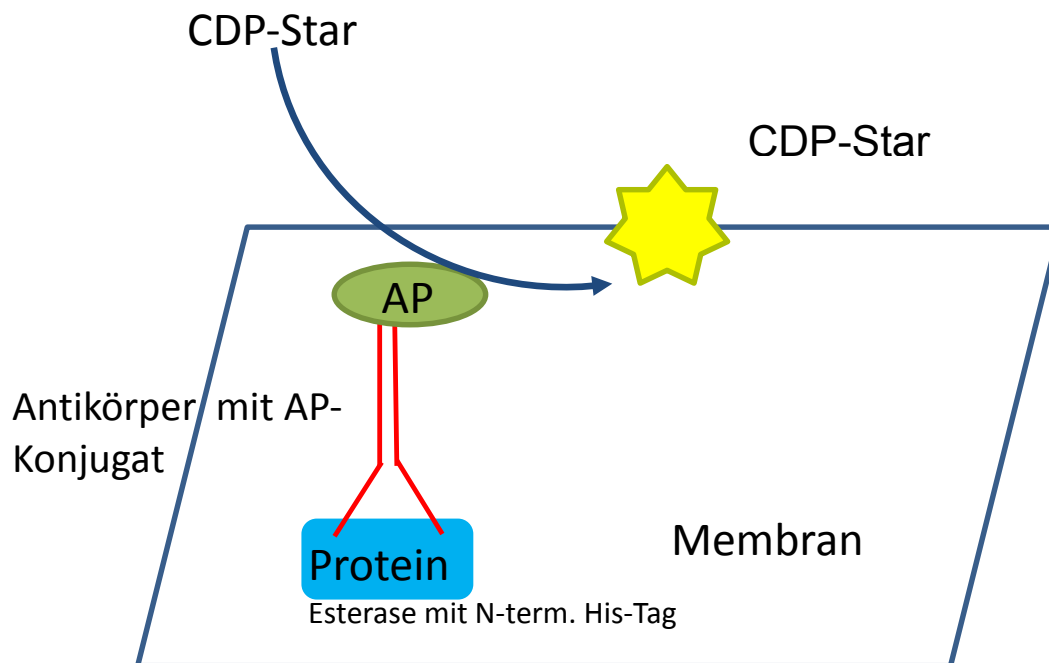 CDP-Star
CDP-Star
AP
Antikörper mit AP-
Konjugat
Membran
Protein
Esterase mit N-term. His-Tag